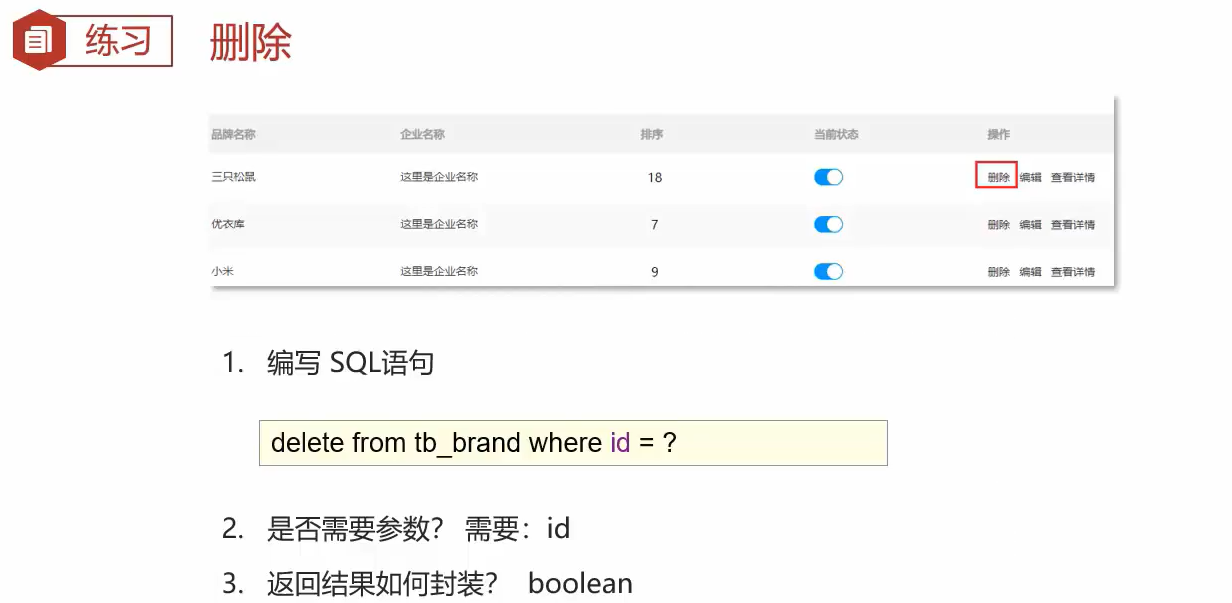 练习 删除
品牌名称 企业名称 排序 当前状态 操作
三只松鼠 这里是企业名称 18 删除 编辑 查看详情
优衣库 这里是企业名称 7 删除 编辑 查看详情
小米 这里是企业名称 9 删除 编辑 查看详情
1. 编写 SQL语句
delete from tb_brand where id = ?
2. 是否需要参数? 需要：id
3. 返回结果如何封装? boolean